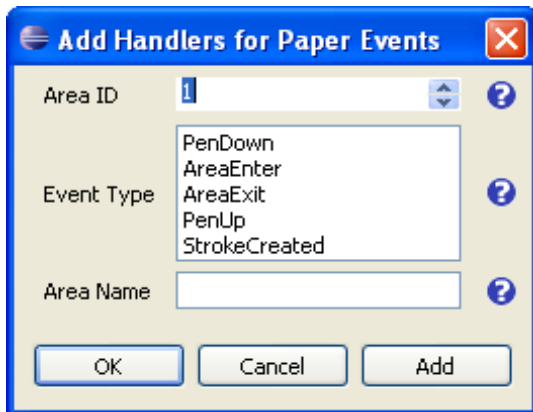 Add Handlers for Paper Events
Area ID
1
Event Type
PenDown
AreaEnter
AreaExit
PenUp
StrokeCreated
Area Name
OK Cancel Add